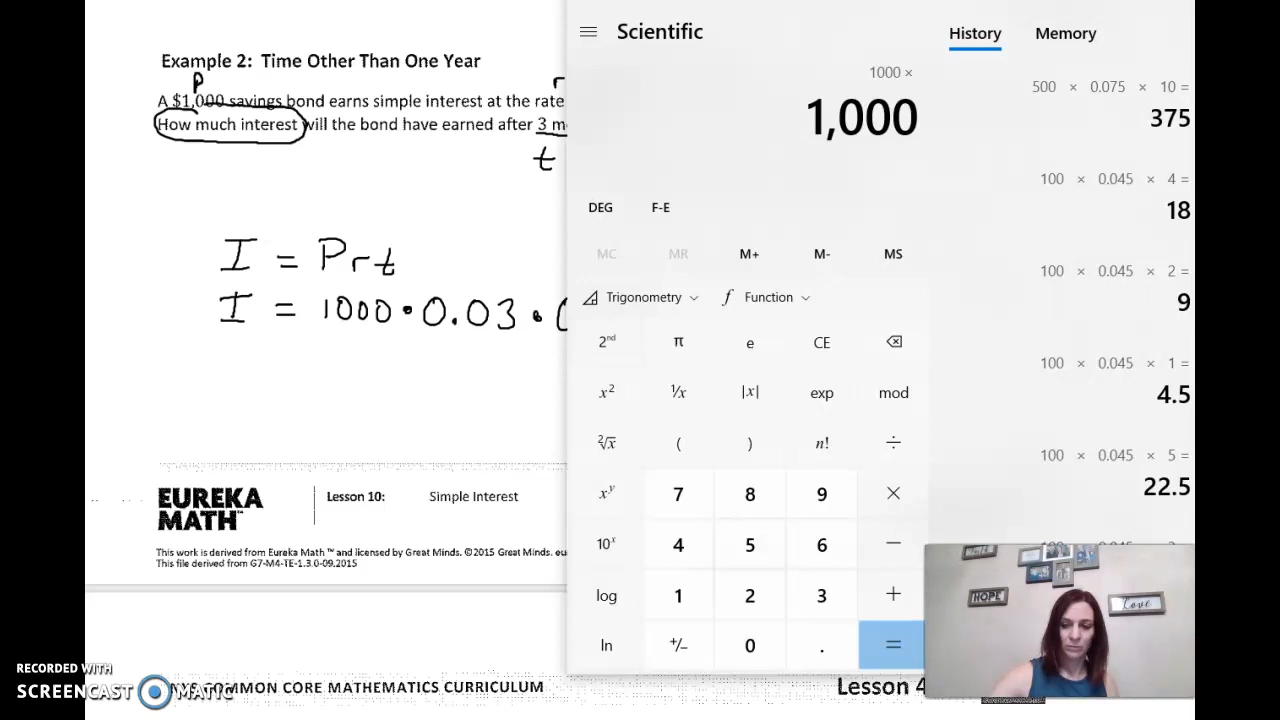 Example 2: Time Other Than One Year
P
r
A $1,000 savings bond earns simple interest at the rate
How much interest will the bond have earned after 3 m
t
I = Prt
I = 1000 • 0.03 •
EUREKA
MATH™
Lesson 10:
Simple Interest
This work is derived from Eureka Math ™ and licensed by Great Minds. ©2015 Great Minds. eu
This file derived from G7-M4-TE-1.3.0-09.2015
RECORDED WITH
SCREENCAST MATIC
COMMON CORE MATHEMATICS CURRICULUM
Lesson 4
Scientific
1000 ×
1,000
DEG
F-E
MC
MR
M+
M-
MS
Trigonometry
f Function
2nd
π
e
CE
x2
1/x
|x|
exp
mod
2√x
(
)
n!
÷
xy
7
8
9
×
10x
4
5
6
−
log
1
2
3
+
ln
+/−
0
.
=
History
Memory
500 × 0.075 × 10 =
375
100 × 0.045 × 4 =
18
100 × 0.045 × 2 =
9
100 × 0.045 × 1 =
4.5
100 × 0.045 × 5 =
22.5
HOPE
Love